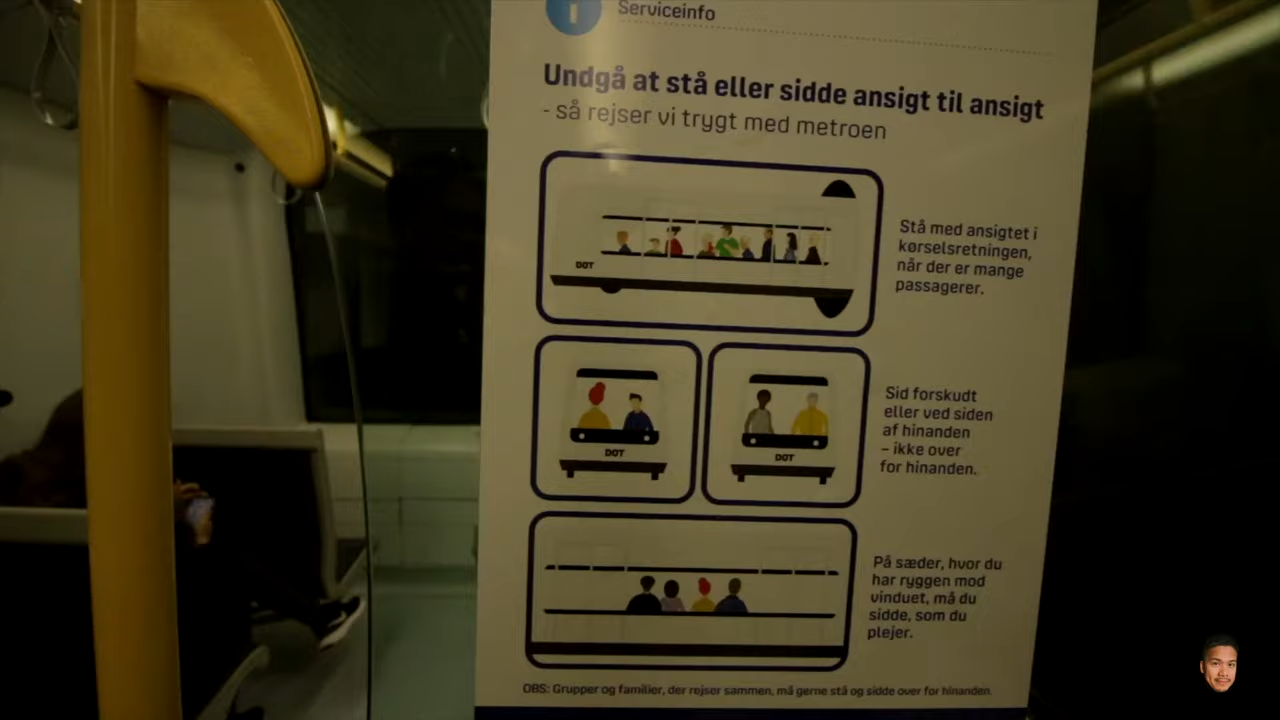 i
Serviceinfo
Undgå at stå eller sidde ansigt til ansigt
- så rejser vi trygt med metroen
DOT
Stå med ansigtet i
kørselsretningen,
når der er mange
passagerer.
DOT
DOT
Sid forskudt
eller ved siden
af hinanden
– ikke over
for hinanden.
På sæder, hvor du
har ryggen mod
vinduet, må du
sidde, som du
plejer.
OBS: Grupper og familier, der rejser sammen, må gerne stå og sidde over for hinanden.